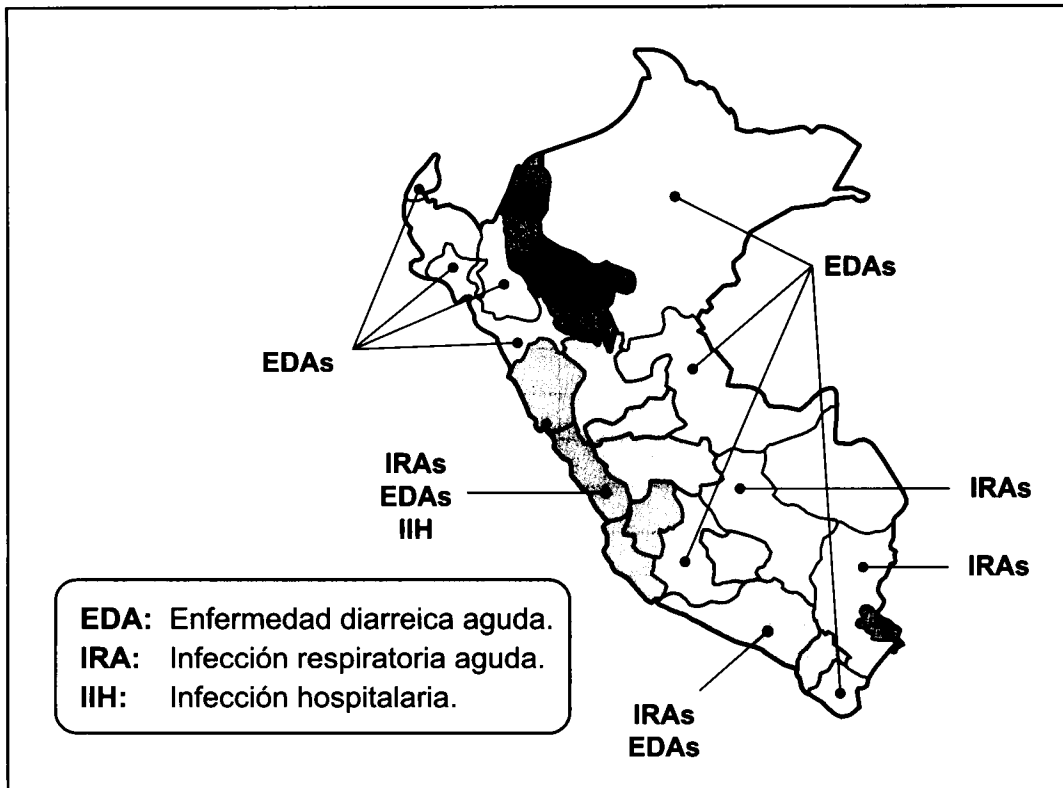 EDAs
EDAs
IRAs
EDAs
IIH
IRAs
IRAs
EDA: Enfermedad diarreica aguda.
IRA: Infección respiratoria aguda.
IIH: Infección hospitalaria.
IRAs
EDAs